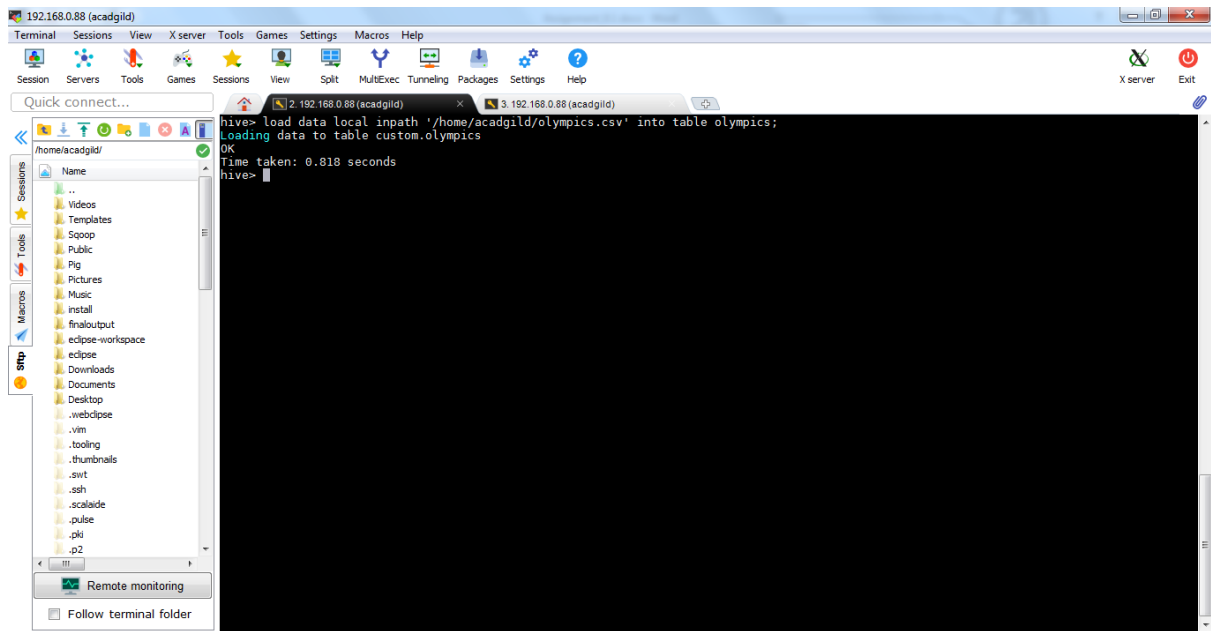 192.168.0.88 (acadgild)
Terminal Sessions View X server Tools Games Settings Macros Help
Session Servers Tools Games Sessions View Split MultiExec Tunneling Packages Settings Help X server Exit
Quick connect...
2. 192.168.0.88 (acadgild)
3. 192.168.0.88 (acadgild)
/home/acadgild/
Name
..
Videos
Templates
Sqoop
Public
Pig
Pictures
Music
install
finaloutput
eclipse-workspace
eclipse
Downloads
Documents
Desktop
.webclipse
.vim
.tooling
.thumbnails
.swt
.ssh
.scalaide
.pulse
.pki
.p2
Remote monitoring
Follow terminal folder
Sessions
Tools
Macros
Sftp
hive> load data local inpath '/home/acadgild/olympics.csv' into table olympics;
Loading data to table custom.olympics
OK
Time taken: 0.818 seconds
hive>